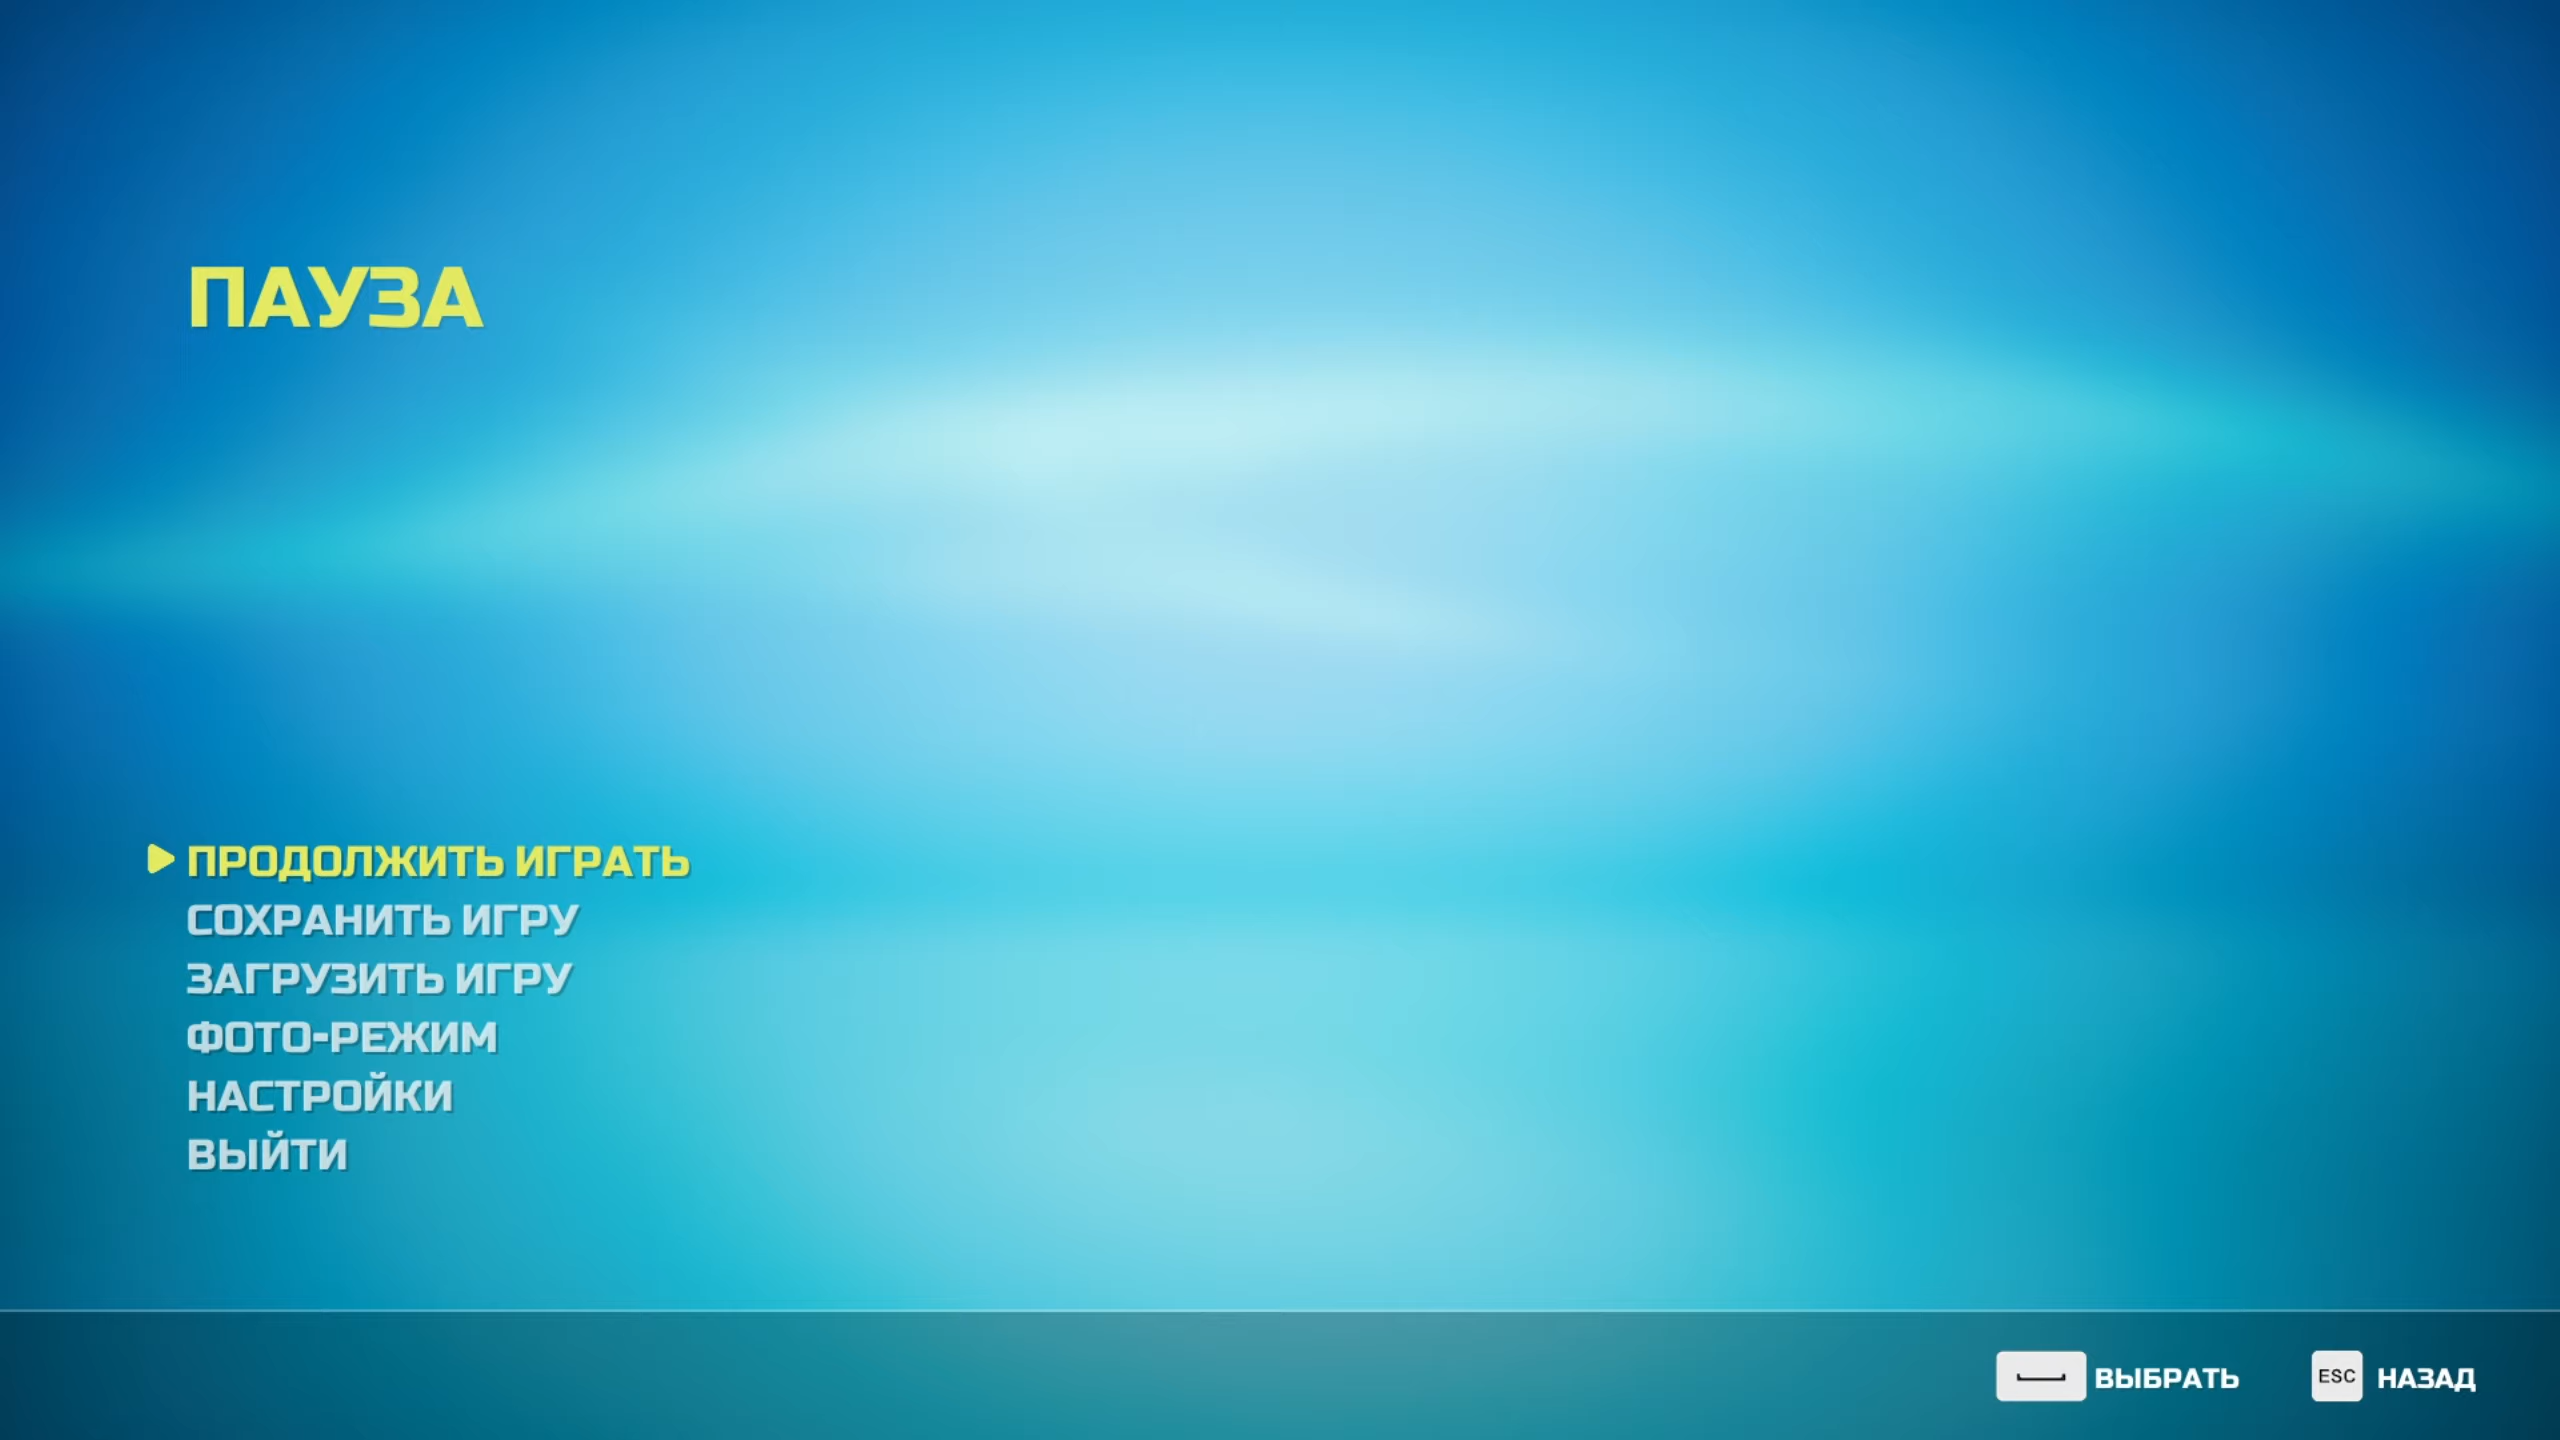 ПАУЗА
ПРОДОЛЖИТЬ ИГРАТЬ
СОХРАНИТЬ ИГРУ
ЗАГРУЗИТЬ ИГРУ
ФОТО-РЕЖИМ
НАСТРОЙКИ
ВЫЙТИ
ВЫБРАТЬ ESC НАЗАД